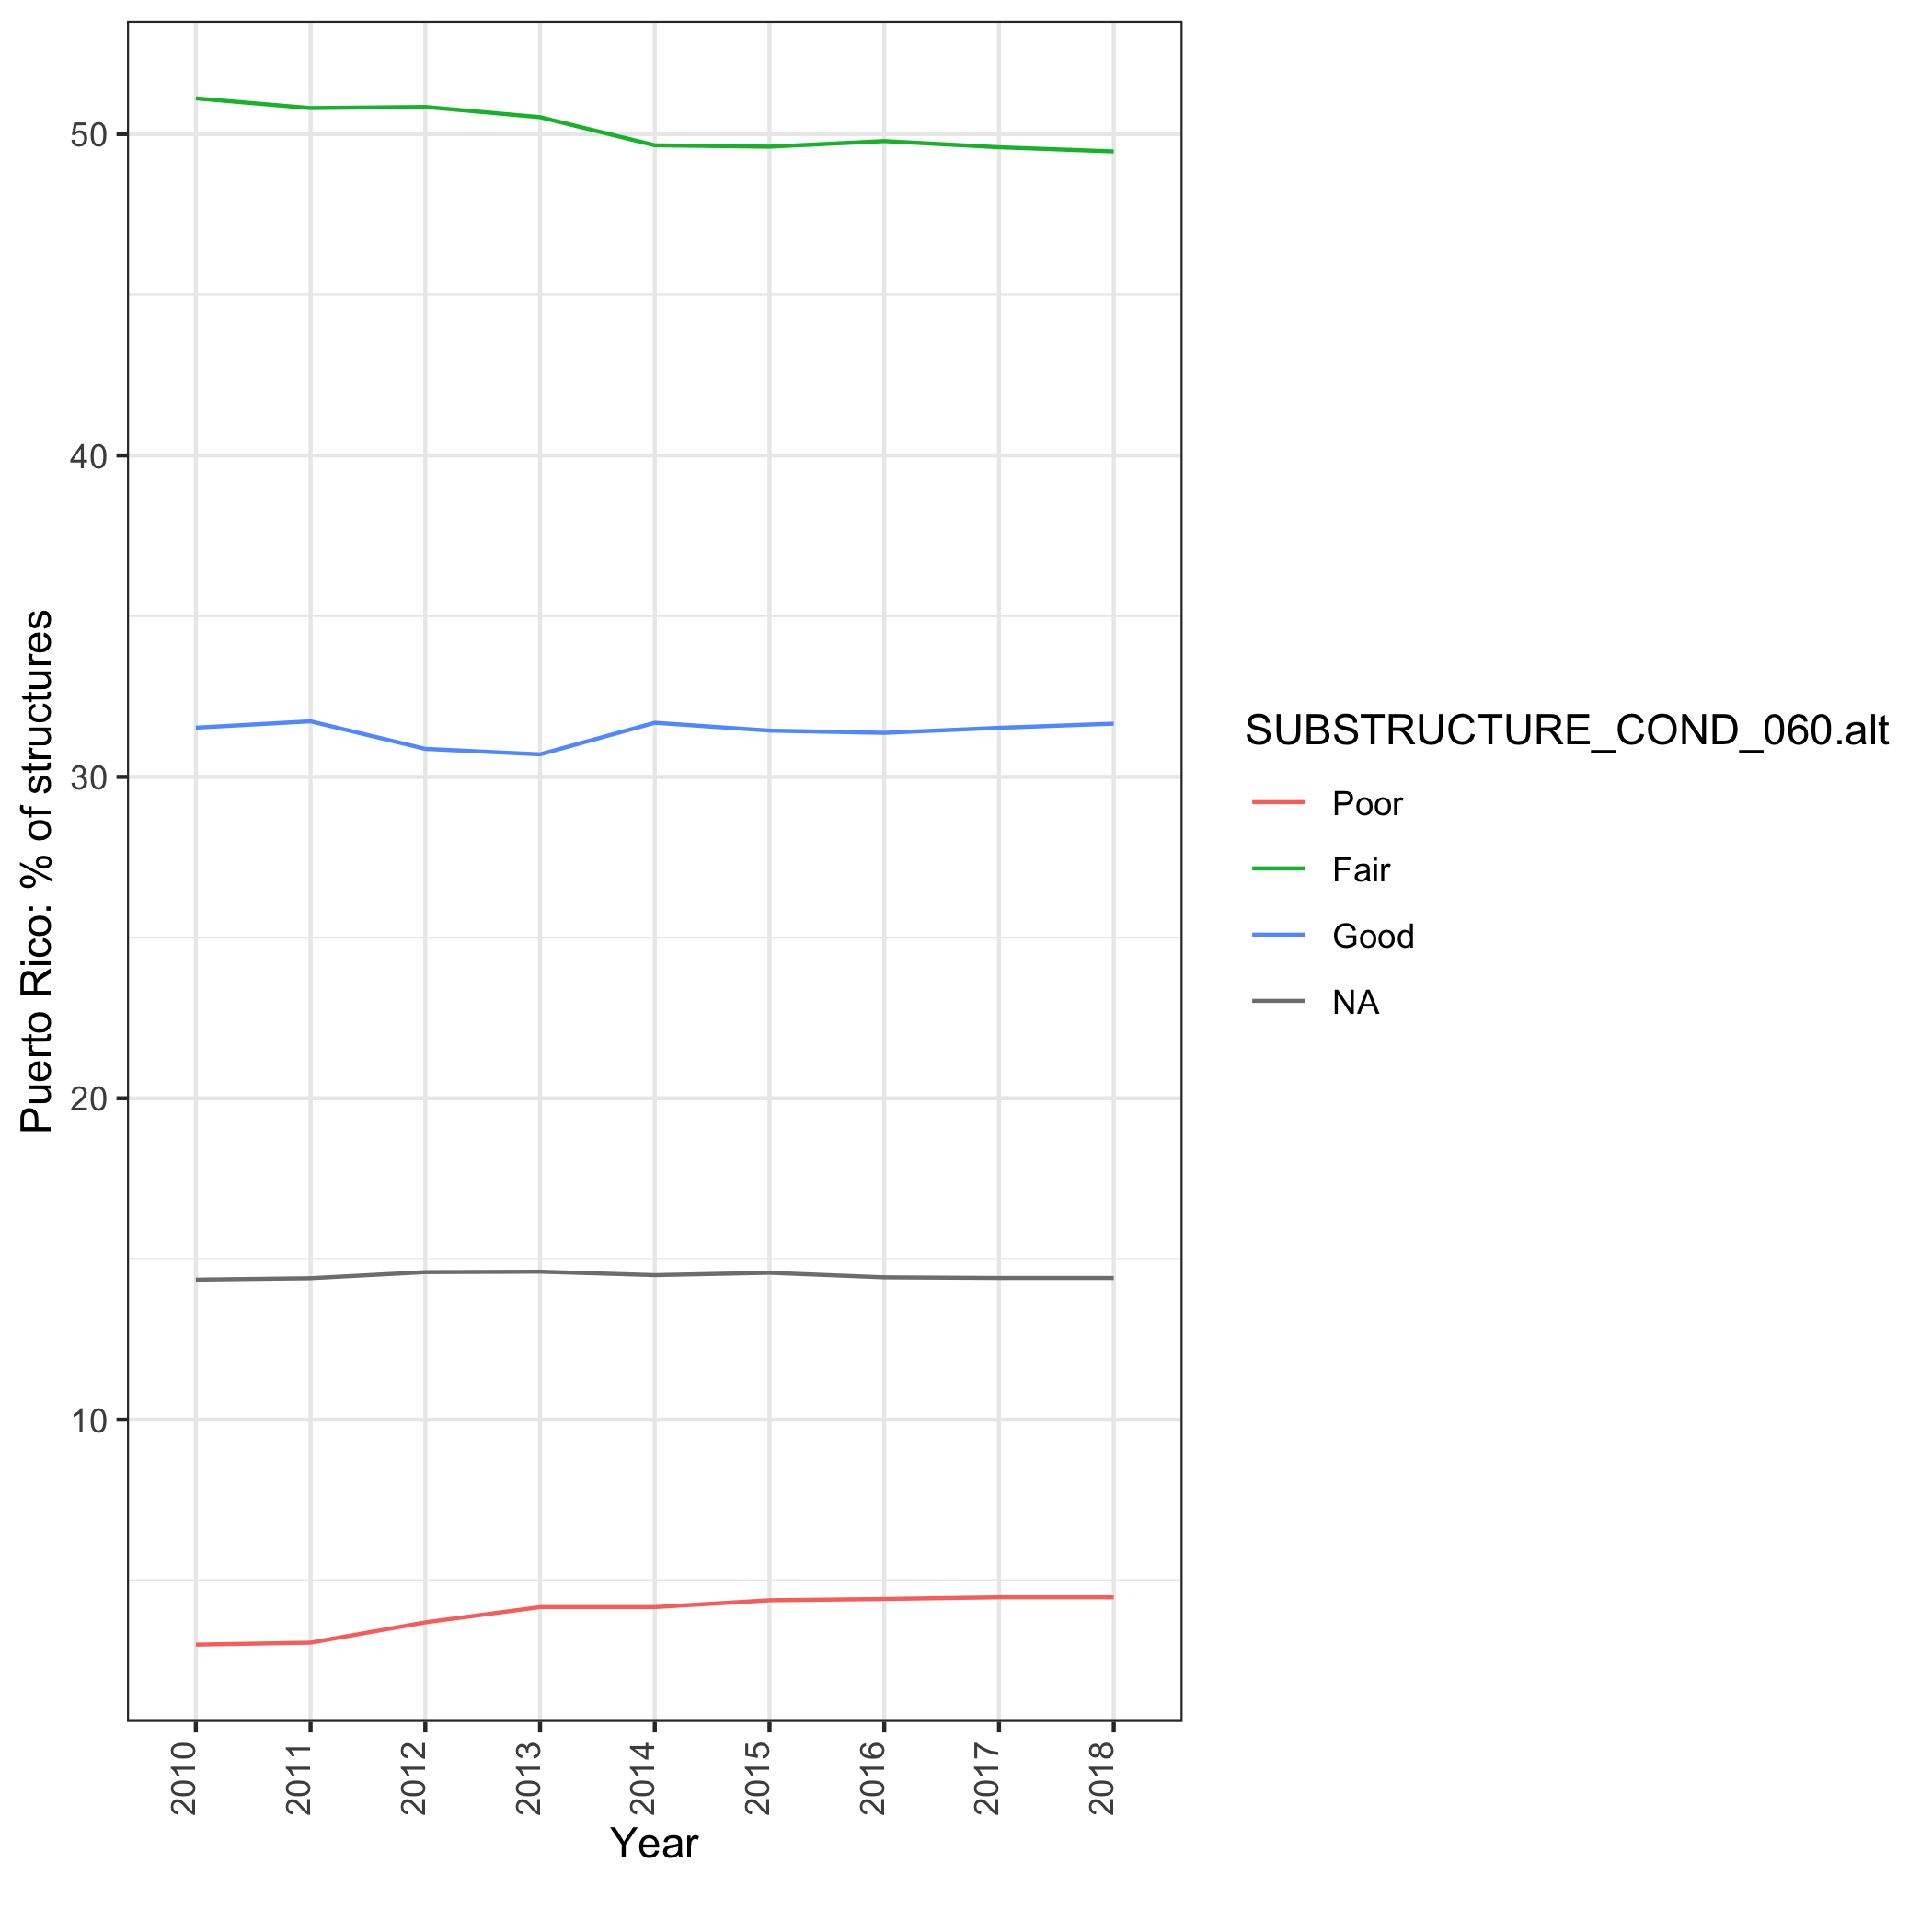 Puerto Rico: % of structures
50
40
30
20
10
2010
2011
2012
2013
2014
2015
2016
2017
2018
Year
SUBSTRUCTURE_COND_060.alt
Poor
Fair
Good
NA